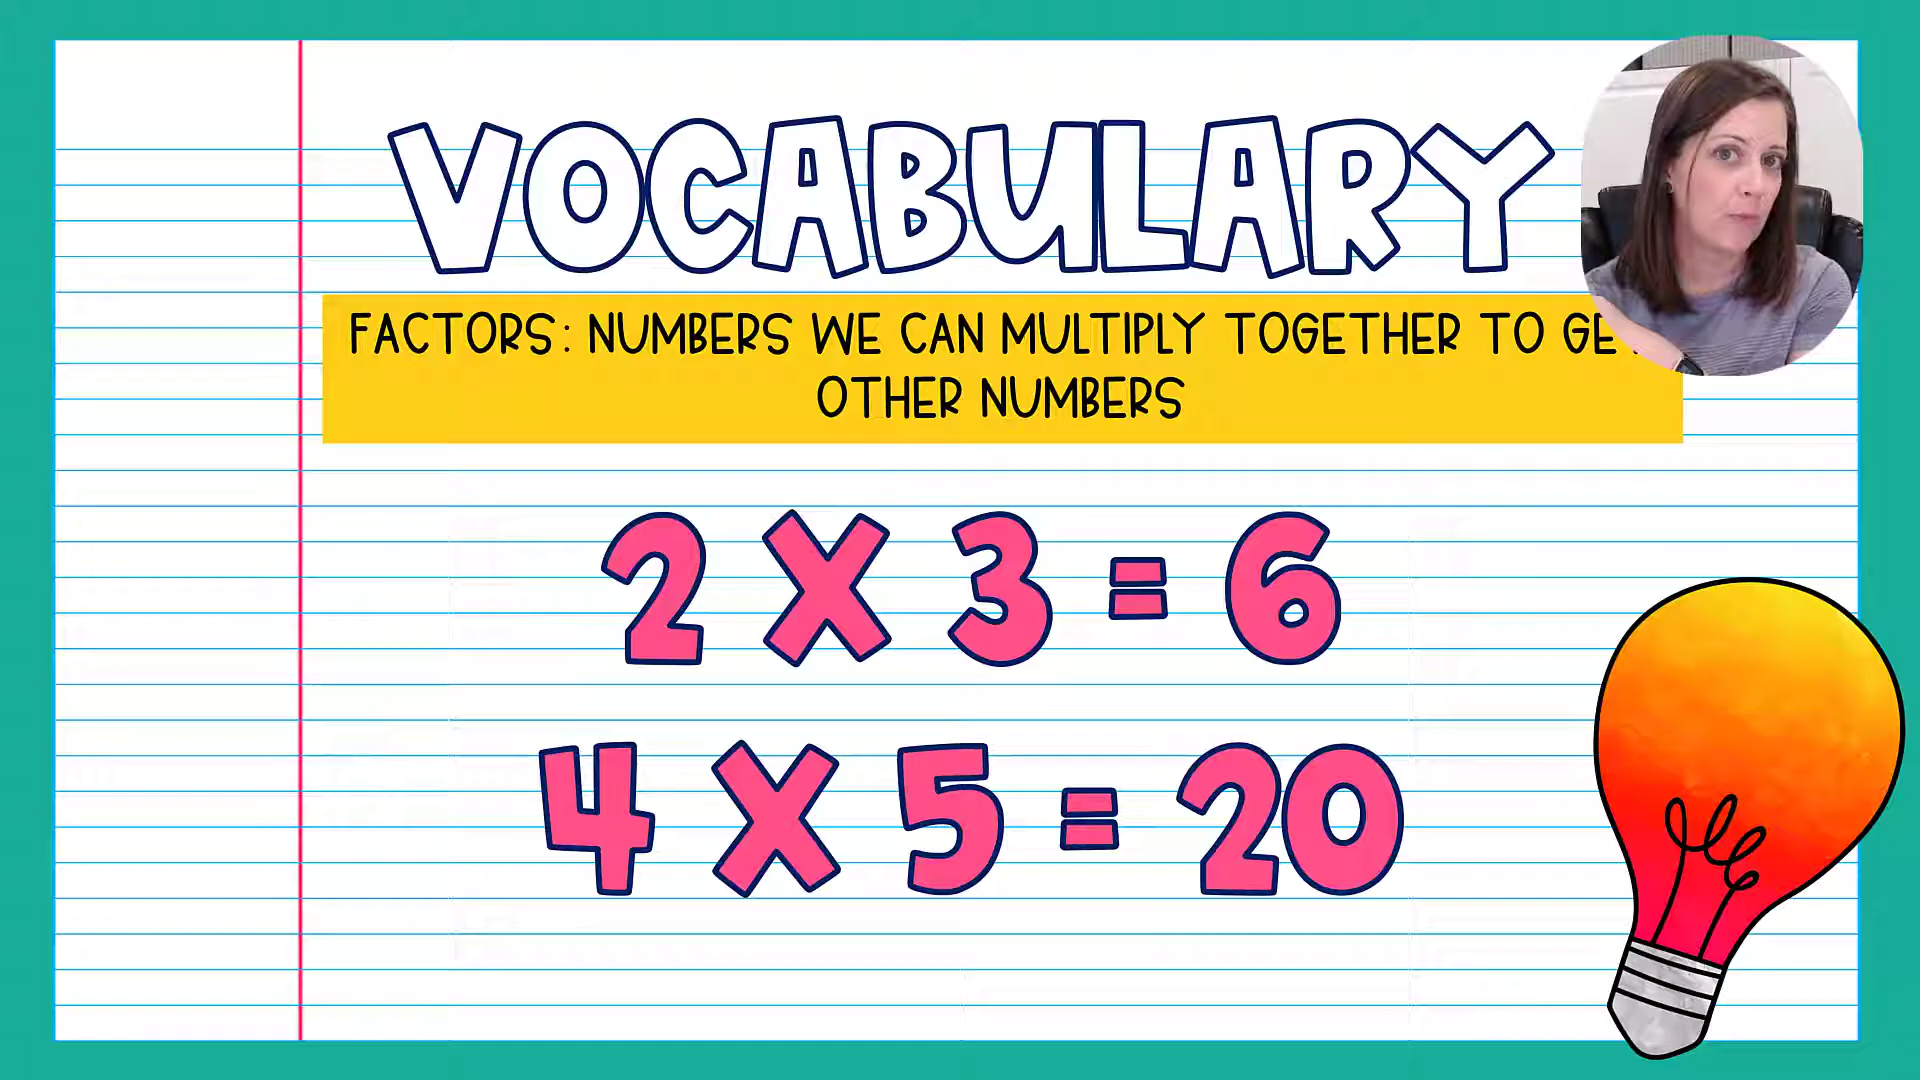 VOCABULARY
FACTORS: NUMBERS WE CAN MULTIPLY TOGETHER TO
OTHER NUMBERS
2 X 3 = 6
4 X 5 = 20